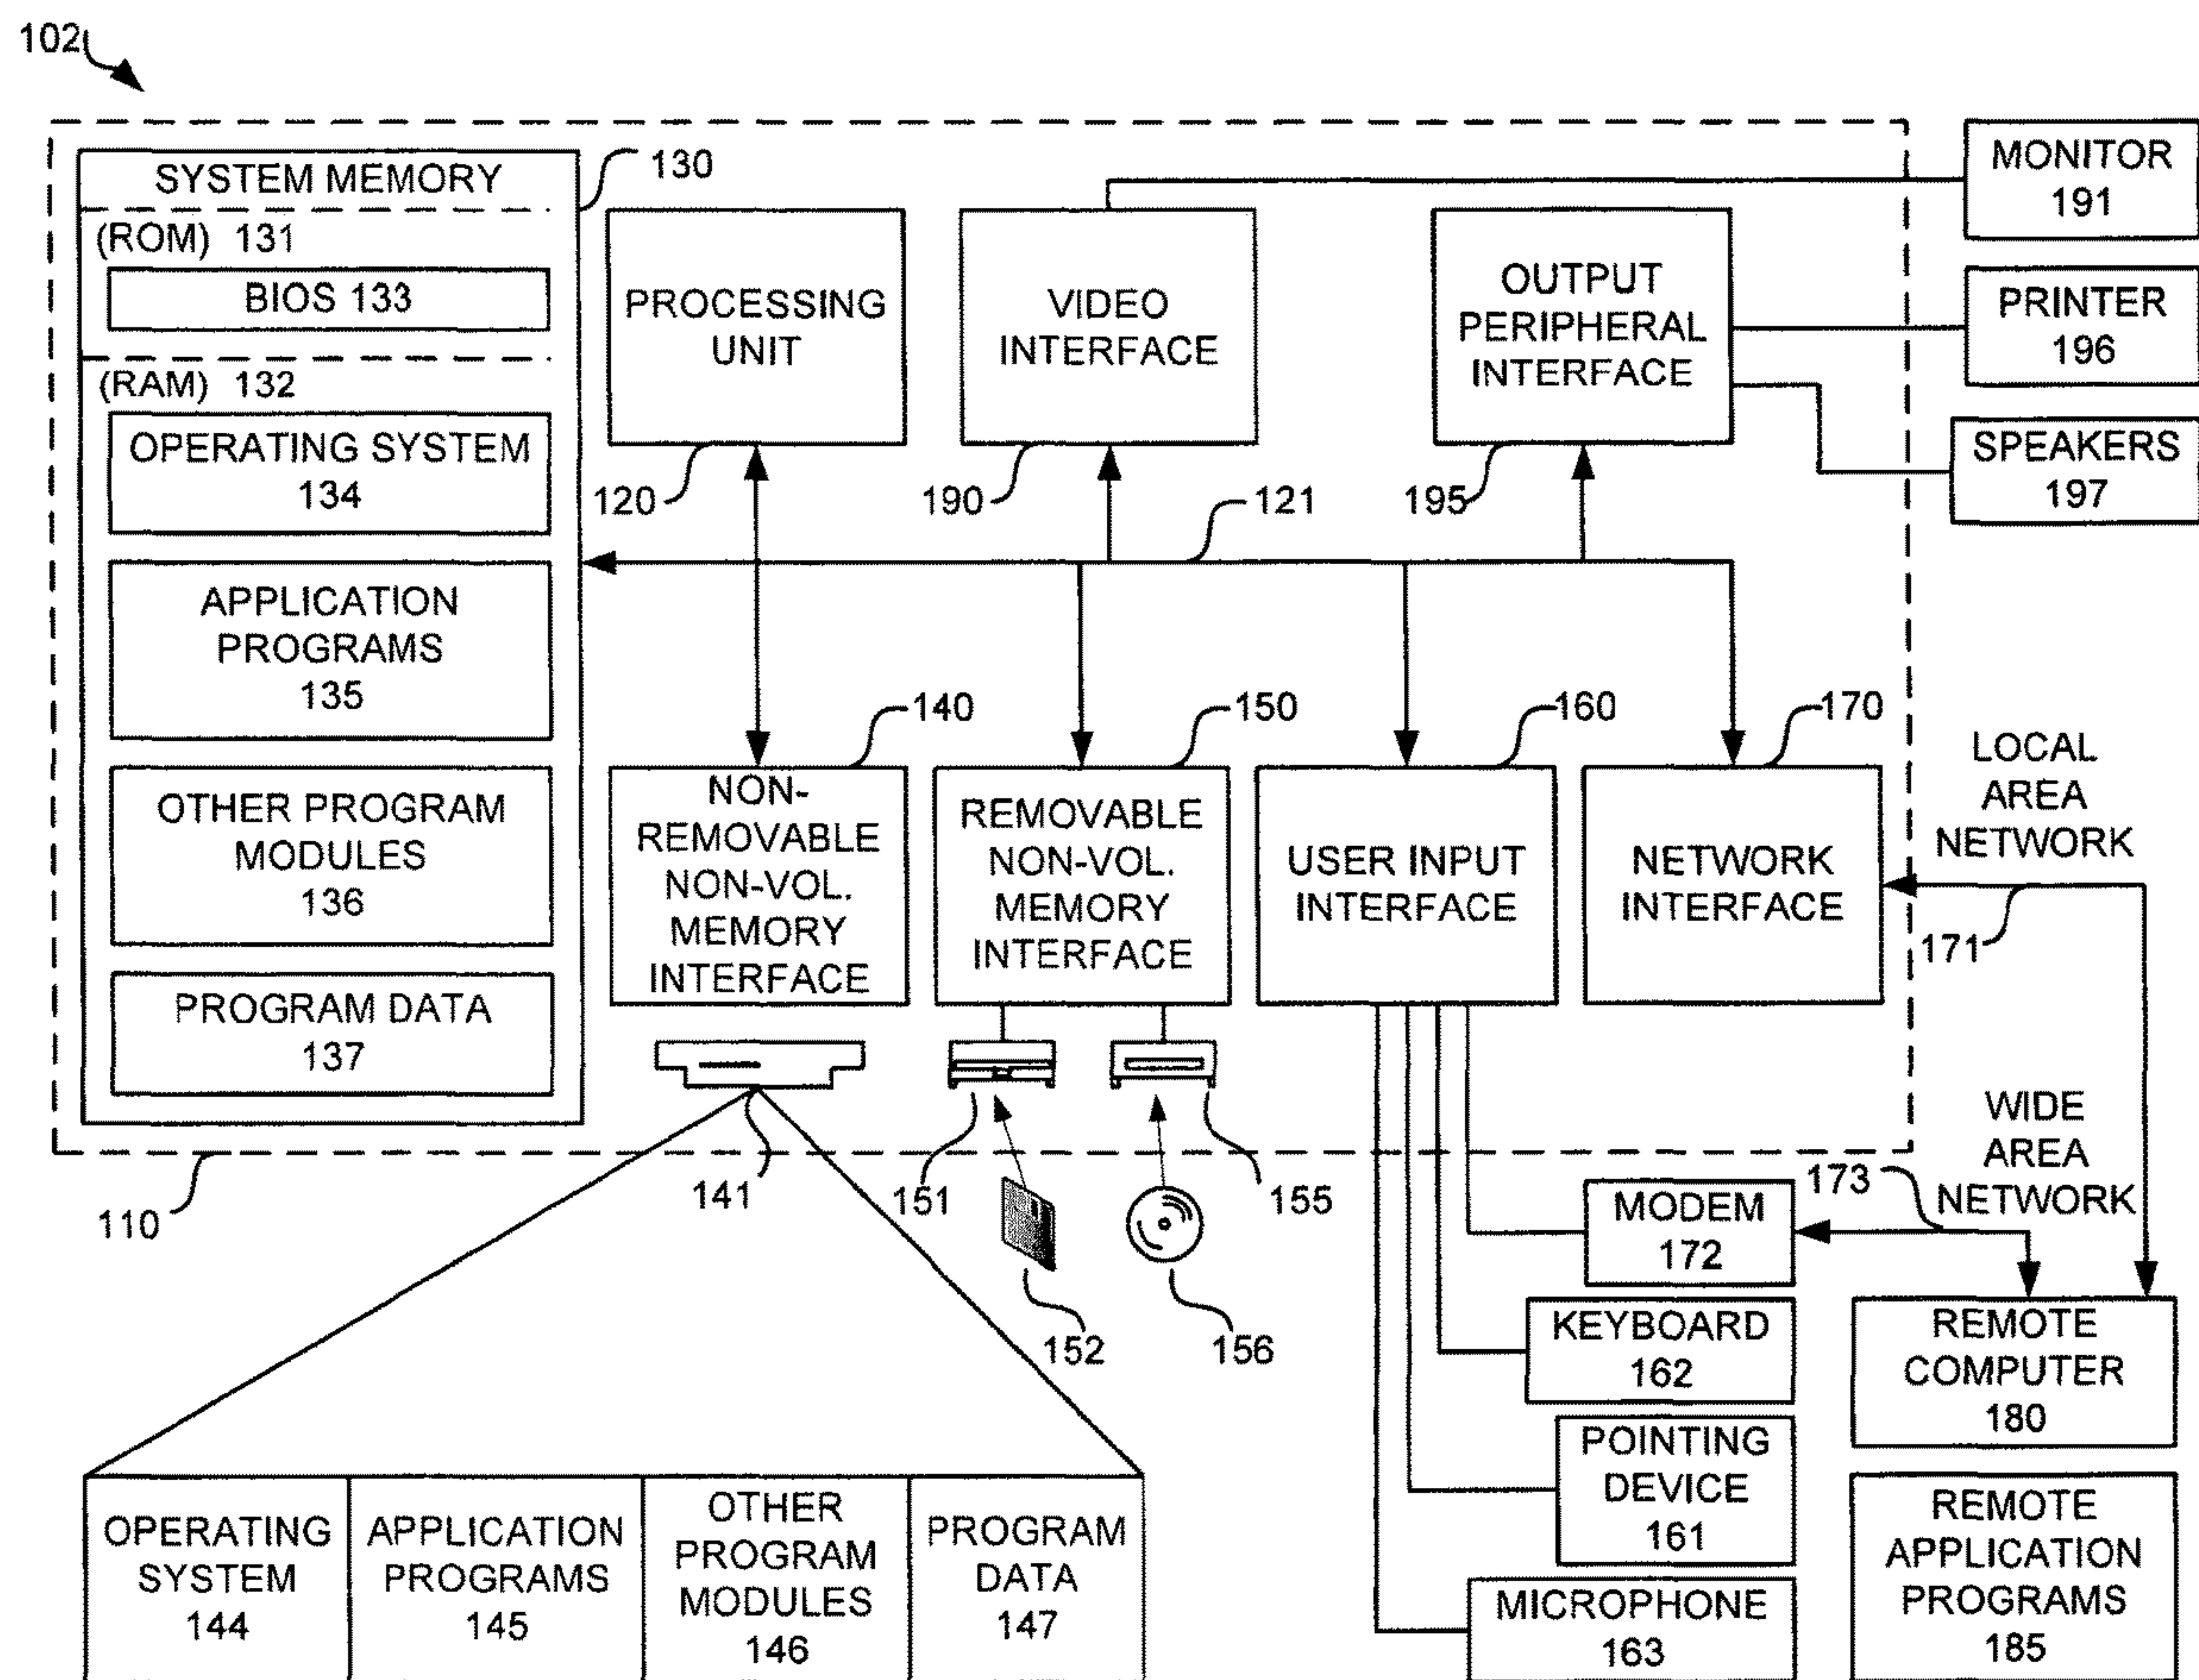 102
SYSTEM MEMORY
130
(ROM) 131
BIOS 133
(RAM) 132
OPERATING SYSTEM
134
APPLICATION
PROGRAMS
135
OTHER PROGRAM
MODULES
136
PROGRAM DATA
137
PROCESSING
UNIT
120
VIDEO
INTERFACE
190
OUTPUT
PERIPHERAL
INTERFACE
195
121
MONITOR
191
PRINTER
196
SPEAKERS
197
140
NON-
REMOVABLE
NON-VOL.
MEMORY
INTERFACE
150
REMOVABLE
NON-VOL.
MEMORY
INTERFACE
160
USER INPUT
INTERFACE
170
NETWORK
INTERFACE
LOCAL
AREA
NETWORK
171
WIDE
AREA
NETWORK
173
110
141
151
155
152
156
MODEM
172
KEYBOARD
162
POINTING
DEVICE
161
MICROPHONE
163
REMOTE
COMPUTER
180
REMOTE
APPLICATION
PROGRAMS
185
OPERATING
SYSTEM
144
APPLICATION
PROGRAMS
145
OTHER
PROGRAM
MODULES
146
PROGRAM
DATA
147